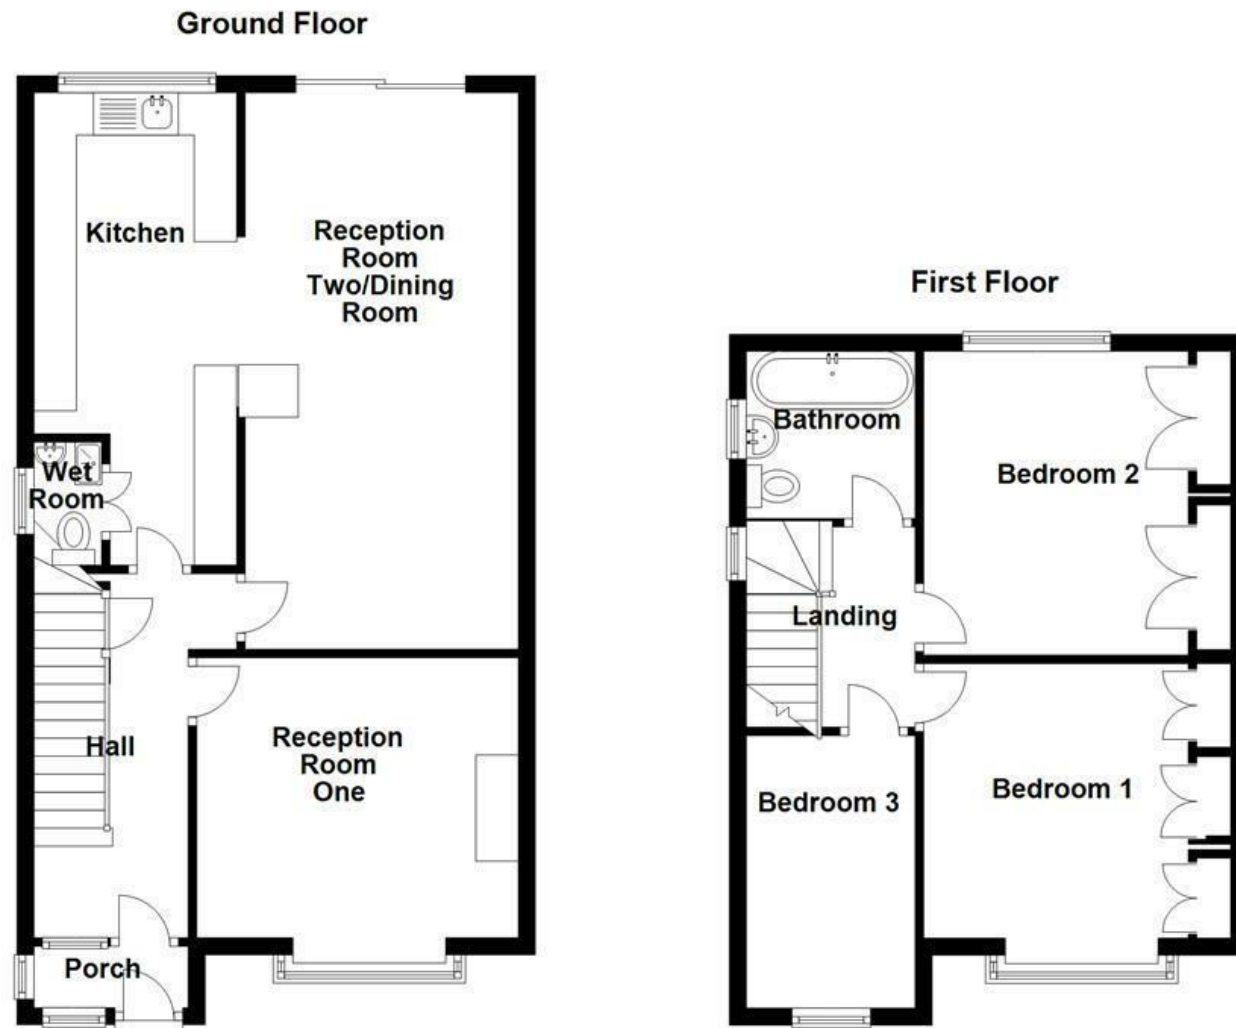 Ground Floor
Kitchen
Reception
Room
Two/Dining
Room
Wet
Room
Hall
Reception
Room
One
Porch
First Floor
Bathroom
Bedroom 2
Landing
Bedroom 3
Bedroom 1